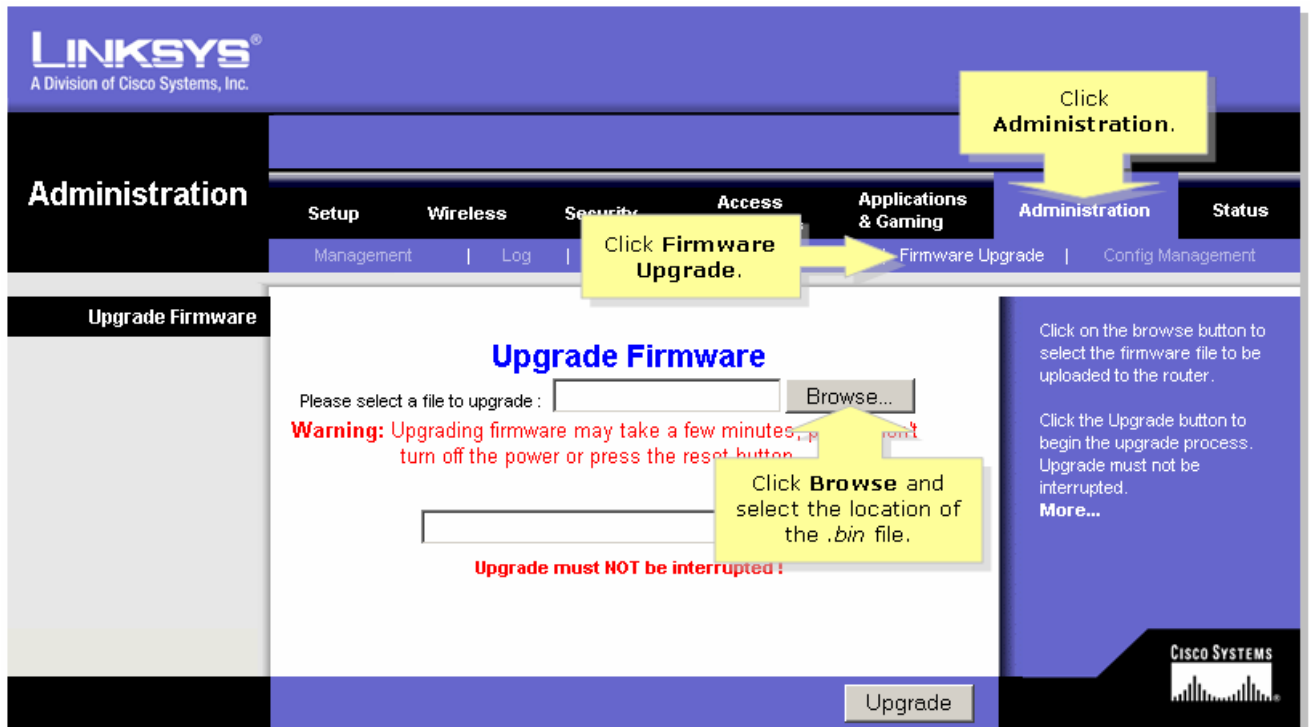 LINKSYS®
A Division of Cisco Systems, Inc.
Click
Administration.
Administration
Setup
Wireless
Security
Access
Applications
& Gaming
Administration
Status
Click Firmware
Upgrade.
Management | Log |
Firmware Upgrade | Config Management
Upgrade Firmware
Upgrade Firmware
Please select a file to upgrade :
Browse...
Warning: Upgrading firmware may take a few minutes,
turn off the power or press the reset button
Click Browse and
select the location of
the .bin file.
Upgrade must NOT be interrupted !
Click on the browse button to
select the firmware file to be
uploaded to the router.
Click the Upgrade button to
begin the upgrade process.
Upgrade must not be
interrupted.
More...
CISCO SYSTEMS
Upgrade